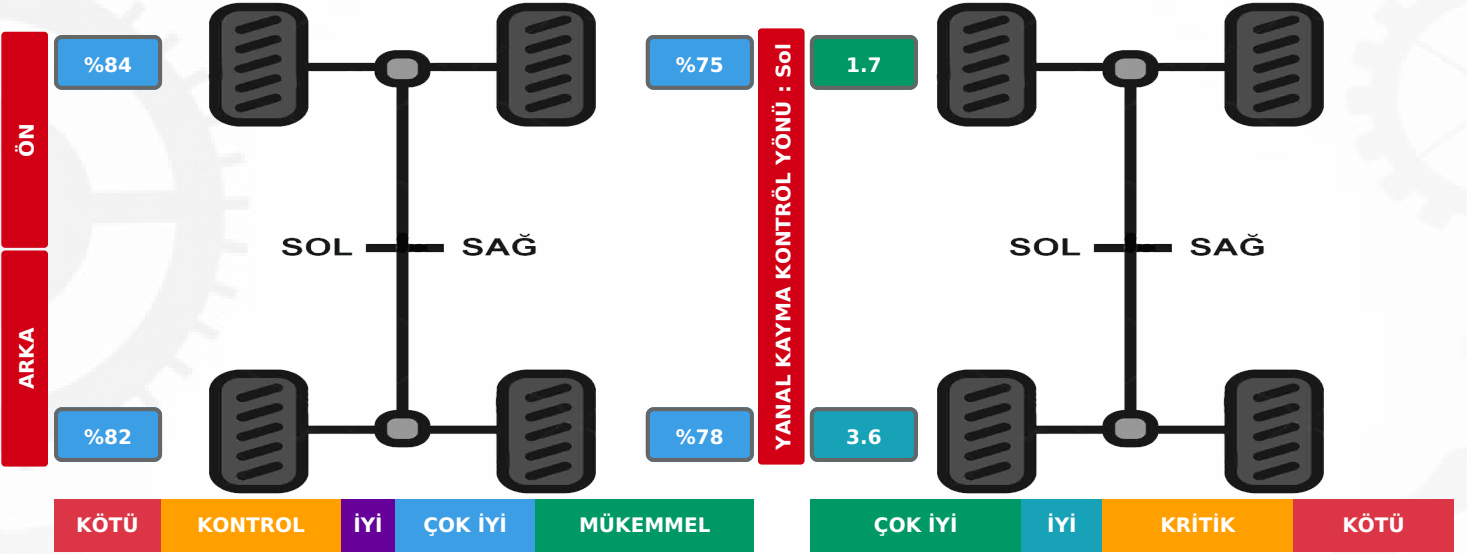 ÖN
%84
%75
YANAL KAYMA KONTRÖL YÖNÜ : Sol
1.7
SOL
SAĞ
SOL
SAĞ
ARKA
%82
%78
3.6
KÖTÜ
KONTROL
İYİ
ÇOK İYİ
MÜKEMMEL
ÇOK İYİ
İYİ
KRİTİK
KÖTÜ